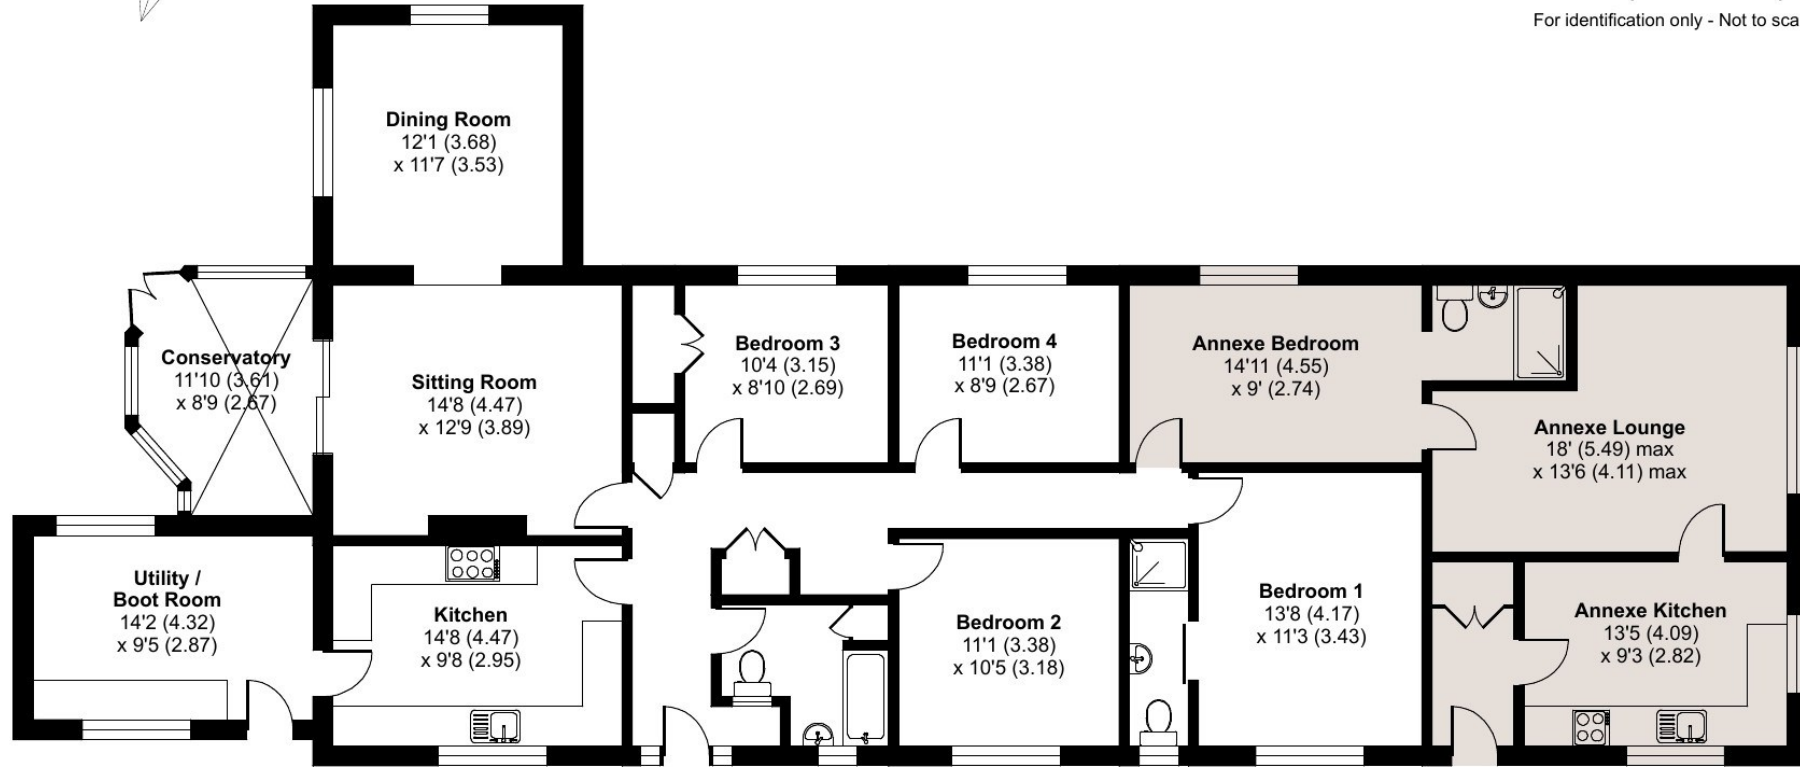 For identification only - Not to sca
Dining Room
12'1 (3.68)
x 11'7 (3.53)
Conservatory
11'10 (3.61)
x 8'9 (2.67)
Sitting Room
14'8 (4.47)
x 12'9 (3.89)
Bedroom 3
10'4 (3.15)
x 8'10 (2.69)
Bedroom 4
11'1 (3.38)
x 8'9 (2.67)
Annexe Bedroom
14'11 (4.55)
x 9' (2.74)
Annexe Lounge
18' (5.49) max
x 13'6 (4.11) max
Utility /
Boot Room
14'2 (4.32)
x 9'5 (2.87)
Kitchen
14'8 (4.47)
x 9'8 (2.95)
Bedroom 2
11'1 (3.38)
x 10'5 (3.18)
Bedroom 1
13'8 (4.17)
x 11'3 (3.43)
Annexe Kitchen
13'5 (4.09)
x 9'3 (2.82)